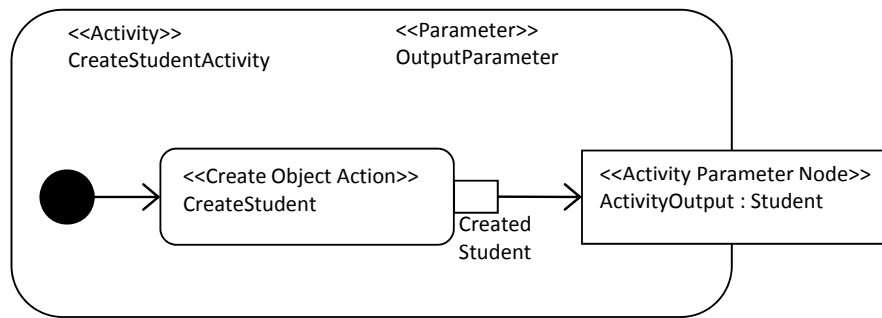 <<Activity>>
CreateStudentActivity
<<Parameter>>
OutputParameter
<<Create Object Action>>
CreateStudent
Created
Student
<<Activity Parameter Node>>
ActivityOutput : Student